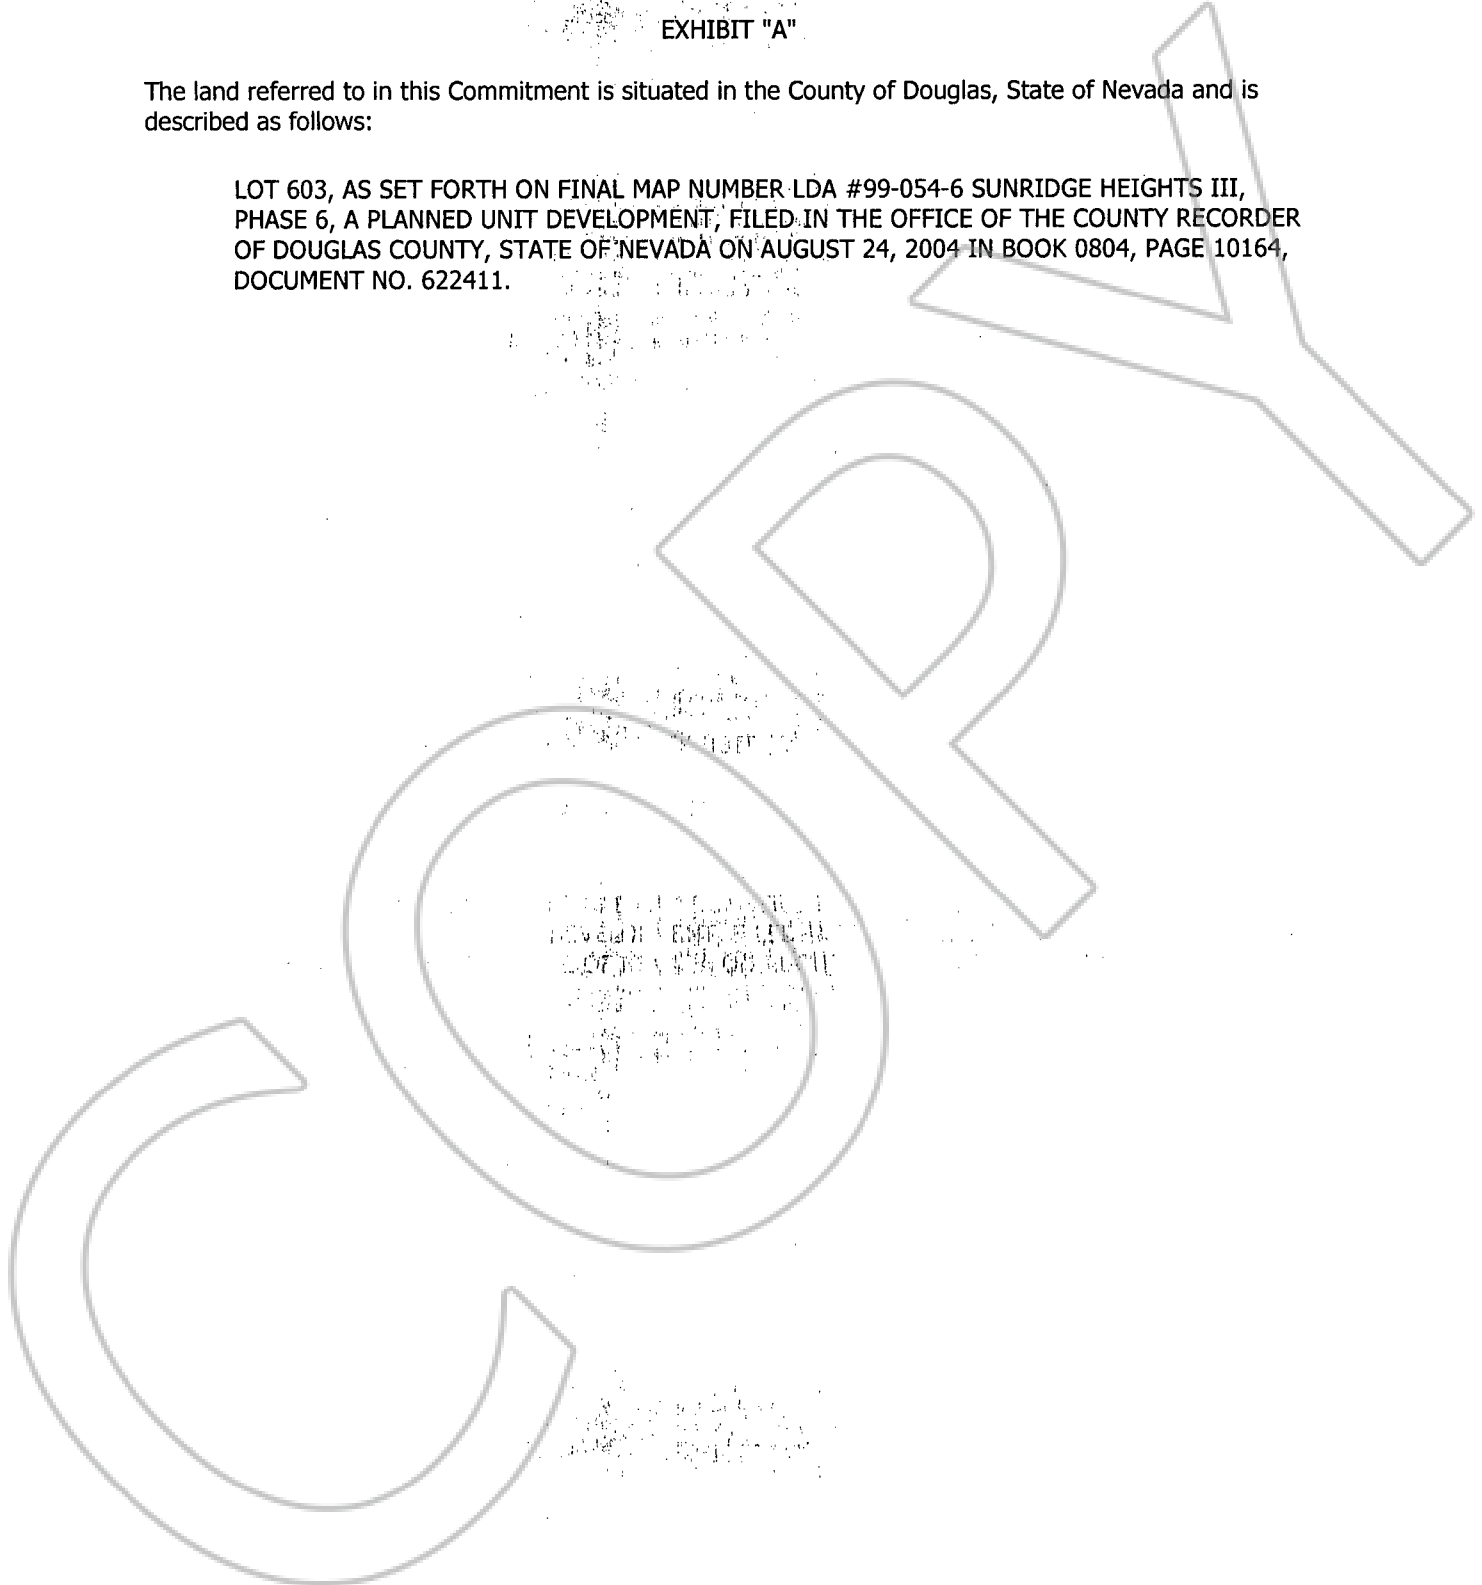 EXHIBIT "A"
The land referred to in this Commitment is situated in the County of Douglas, State of Nevada and is
described as follows:
LOT 603, AS SET FORTH ON FINAL MAP NUMBER LDA #99-054-6 SUNRIDGE HEIGHTS III,
PHASE 6, A PLANNED UNIT DEVELOPMENT, FILED IN THE OFFICE OF THE COUNTY RECORDER
OF DOUGLAS COUNTY, STATE OF NEVADA ON AUGUST 24, 2004 IN BOOK 0804, PAGE 10164,
DOCUMENT NO. 622411.
COPY